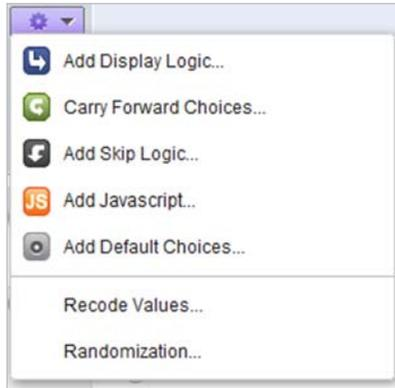 Add Display Logic...
Carry Forward Choices...
Add Skip Logic...
JS Add Javascript...
Add Default Choices...
Recode Values...
Randomization...